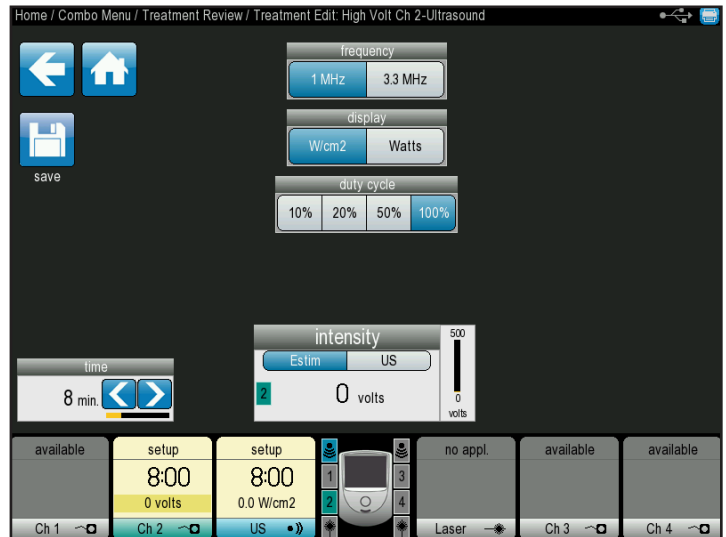 Home / Combo Menu / Treatment Review / Treatment Edit: High Volt Ch 2-Ultrasound
frequency
1 MHz 3.3 MHz
display
W/cm2 Watts
save
duty cycle
10% 20% 50% 100%
intensity 500
Estim US
time
8 min.
2 0 volts 0
volts
available setup setup no appl. available available
8:00 8:00 1 3
0 volts 0.0 W/cm2 2 4
Ch 1 Ch 2 US Laser Ch 3 Ch 4